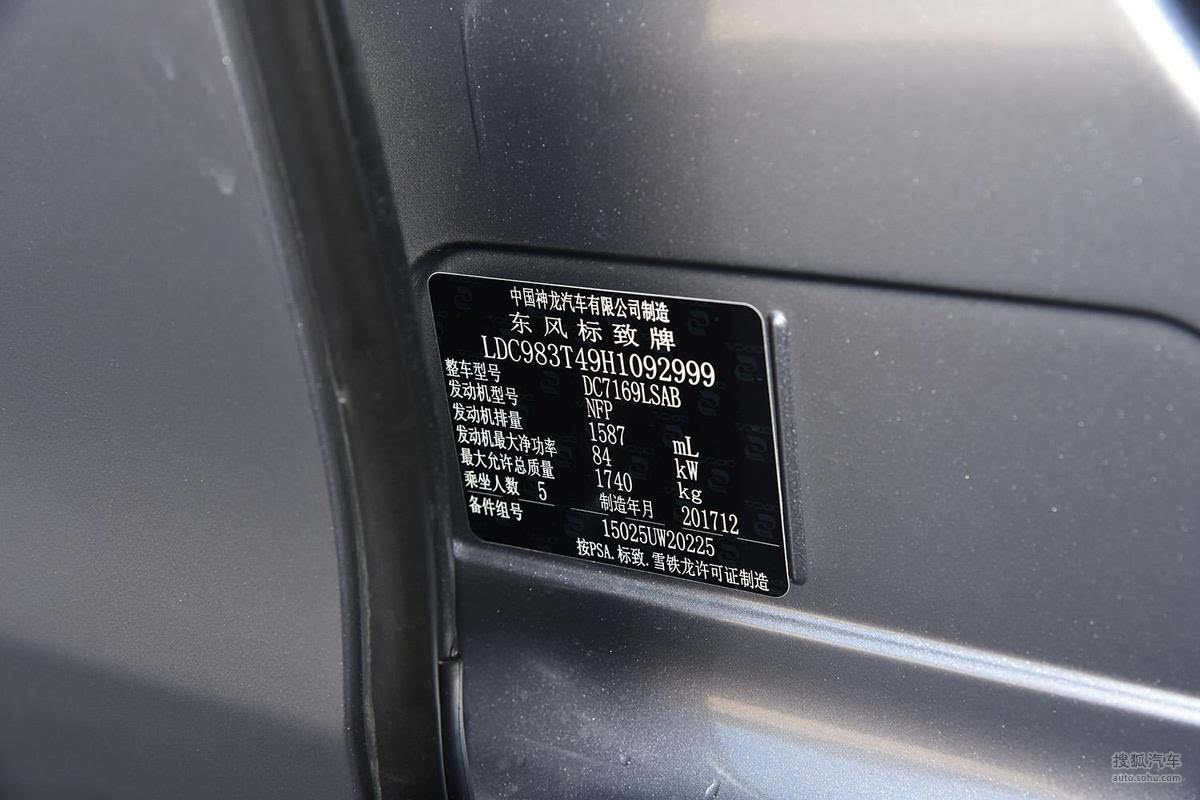 中国神龙汽车有限公司制造
东风标致牌
LDC983T49H1092999
整车型号 DC7169LSAB
发动机型号 NFP
发动机排量 1587 mL
发动机最大净功率 84 kW
最大允许总质量 1740 kg
乘坐人数 5 制造年月 201712
备件组号 15025UW20225
按PSA.标致.雪铁龙许可证制造
搜狐汽车
auto.sohu.com